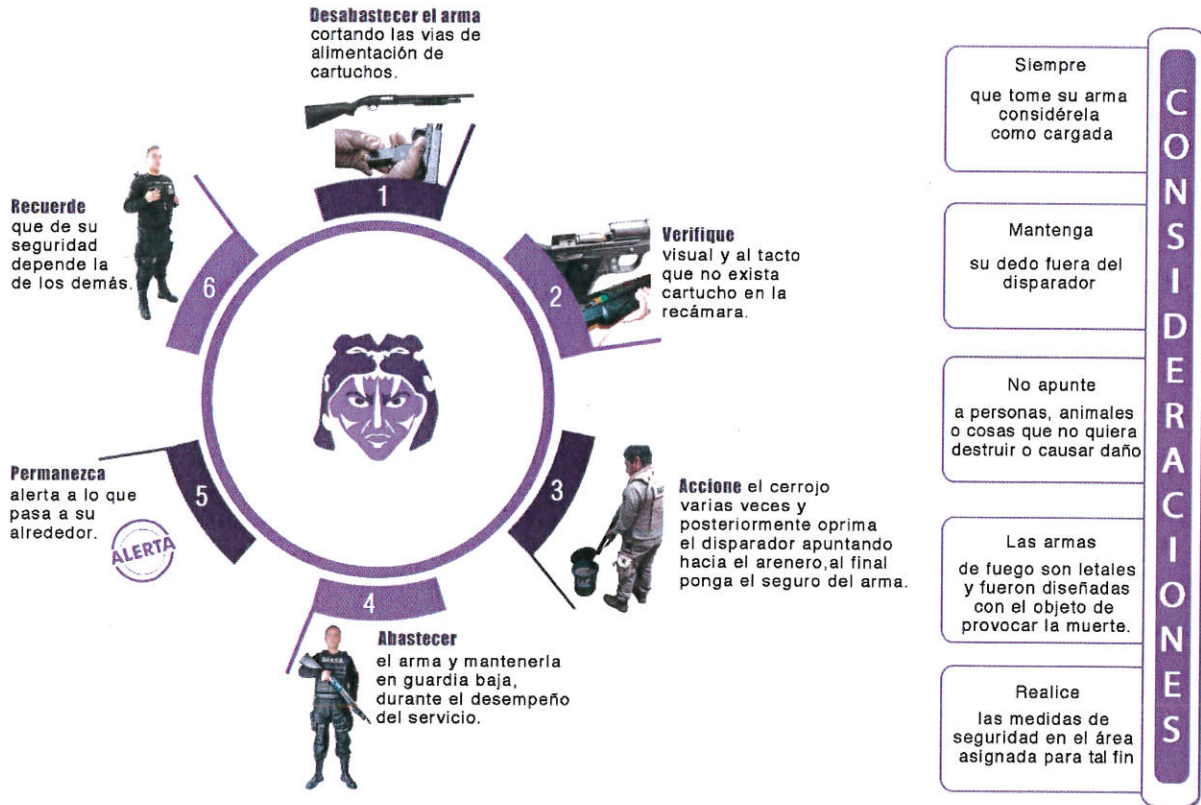 Desabastecer el arma
cortando las vias de
alimentación de
cartuchos.
1
Verifique
visual y al tacto
que no exista
cartucho en la
recámara.
2
Accione el cerrojo
varias veces y
posteriormente oprima
el disparador apuntando
hacia el arenero,al final
ponga el seguro del arma.
3
Abastecer
el arma y mantenerla
en guardia baja,
durante el desempeño
del servicio.
4
MAYA
Permanezca
alerta a lo que
pasa a su
alrededor.
5
ALERTA
Recuerde
que de su
seguridad
depende la
de los demás.
6
CONSIDERACIONES
Siempre
que tome su arma
considérela
como cargada
Mantenga
su dedo fuera del
disparador
No apunte
a personas, animales
o cosas que no quiera
destruir o causar daño
Las armas
de fuego son letales
y fueron diseñadas
con el objeto de
provocar la muerte.
Realice
las medidas de
seguridad en el área
asignada para tal fin